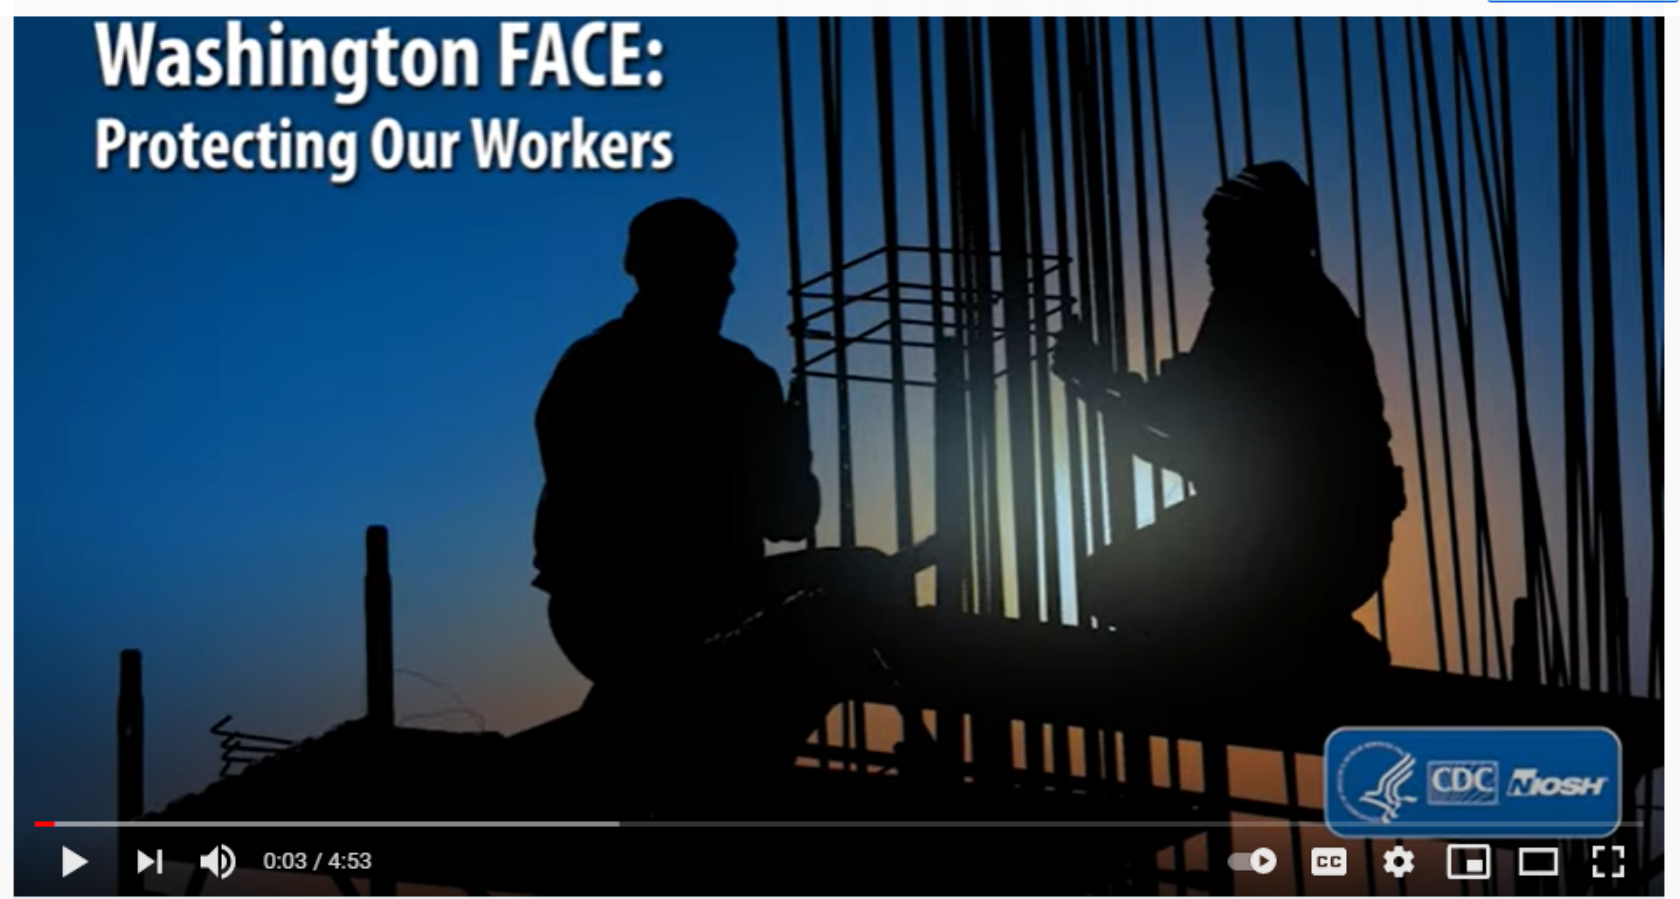 Washington FACE:
Protecting Our Workers
CDC NIOSH
0:03 / 4:53
CC